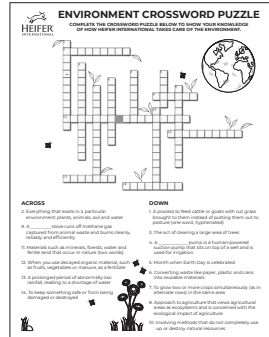 ENVIRONMENT CROSSWORD PUZZLE
HEIFER
INTERNATIONAL
COMPLETE THE CROSSWORD PUZZLE BELOW TO SHOW YOUR KNOWLEDGE
OF HOW HEIFER INTERNATIONAL TAKES CARE OF THE ENVIRONMENT.
ACROSS
2. Everything that exists in a particular
environment: plants, animals, soil and water
9. A ________ stove runs off methane gas
captured from animal waste and burns cleanly,
reliably and efficiently.
11. Materials such as minerals, forests, water and
fertile land that occur in nature (two words)
12. When you use decayed organic material, such
as fruits, vegetables or manure, as a fertilizer
13. A prolonged period of abnormally low
rainfall, leading to a shortage of water
14. To keep something safe or from being
damaged or destroyed
DOWN
1. A process to feed cattle or goats with cut grass
brought to them instead of putting them out to
pasture (one word, hyphenated)
3. The act of clearing a large area of trees
4. A __________ pump is a human-powered
suction pump that sits on top of a well and is
used for irrigation
5. Month when Earth Day is celebrated
6. Converting waste like paper, plastic and cans
into reusable materials
7. To grow two or more crops simultaneously (as in
alternate rows) in the same area
8. Approach to agriculture that views agricultural
areas as ecosystems and is concerned with the
ecological impact of agriculture
10. Involving methods that do not completely use
up or destroy natural resources